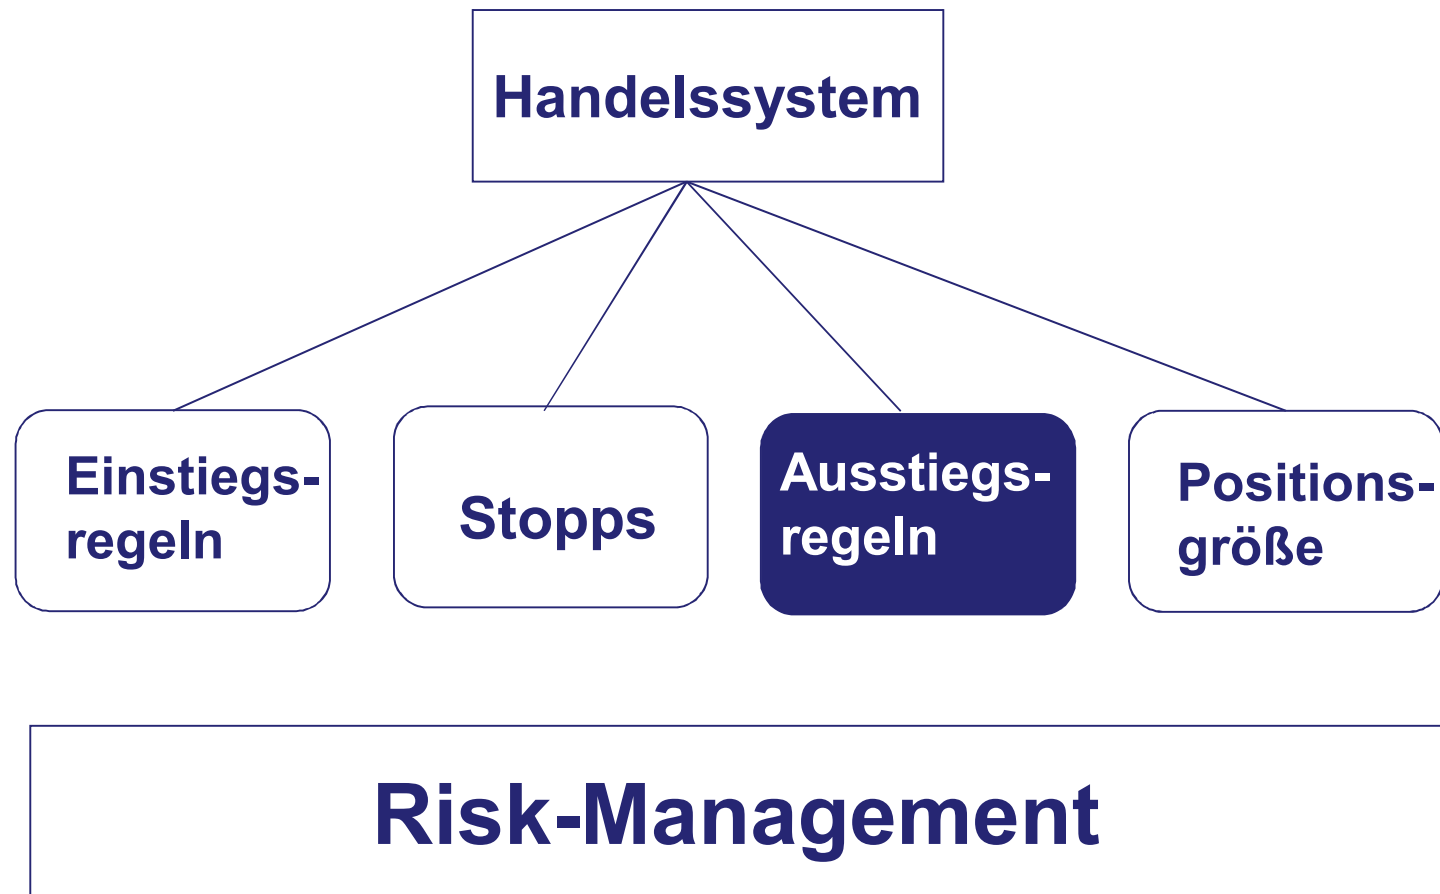 Handelssystem
Einstiegs-
regeln
Stopps
Ausstiegs-
regeln
Positions-
größe
Risk-Management